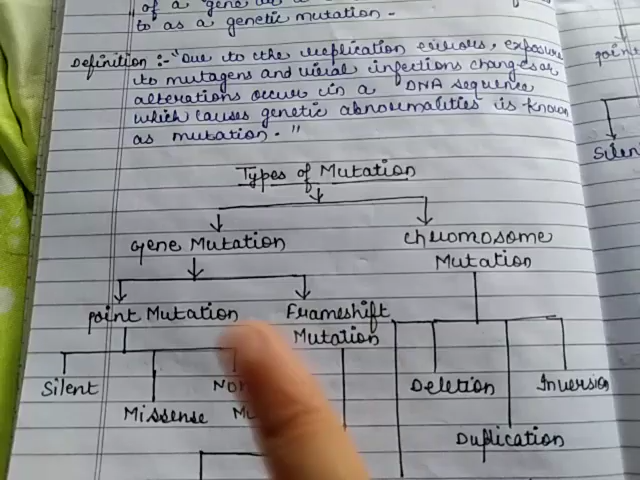 of a gene
to as a genetic mutation -
Definition :- "Due to the replication errors, exposure
to mutagens and viral infections changes or
alterations occur in a DNA sequence
which causes genetic abnormalities is known
as mutation. "
Types of Mutation
Gene Mutation
Chromosome
Mutation
point Mutation
Frameshift
Mutation
Silent
Missense
Deletion
Inversion
Duplication